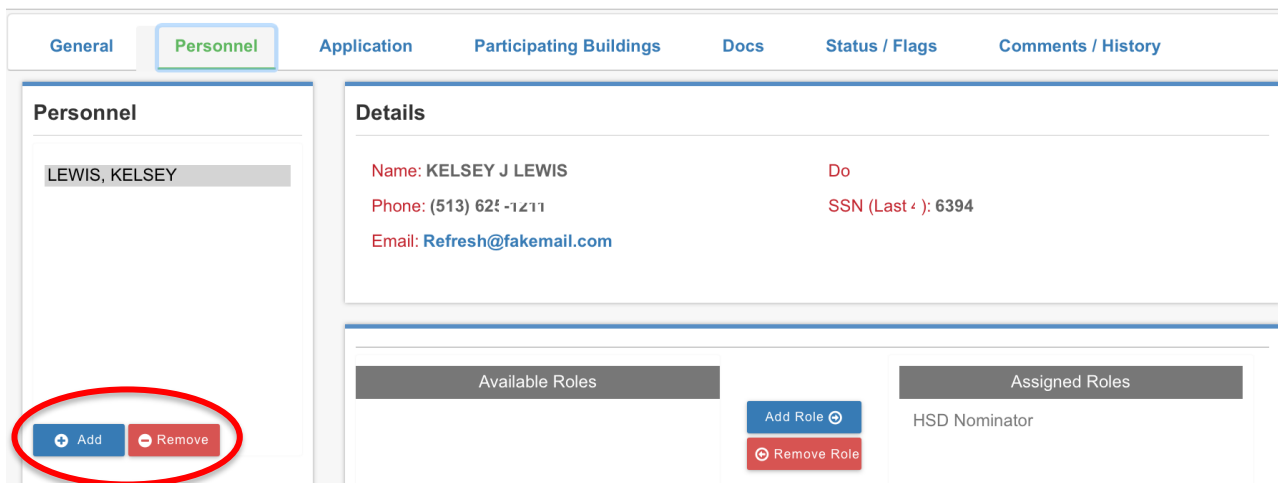 General Personnel Application Participating Buildings Docs Status / Flags Comments / History
Personnel
LEWIS, KELSEY
Add Remove
Details
Name: KELSEY J LEWIS
Phone: (513)
Email: Refresh@fakemail.com
Do
SSN (Last ): 6394
Available Roles
Add Role
Remove Role
Assigned Roles
HSD Nominator